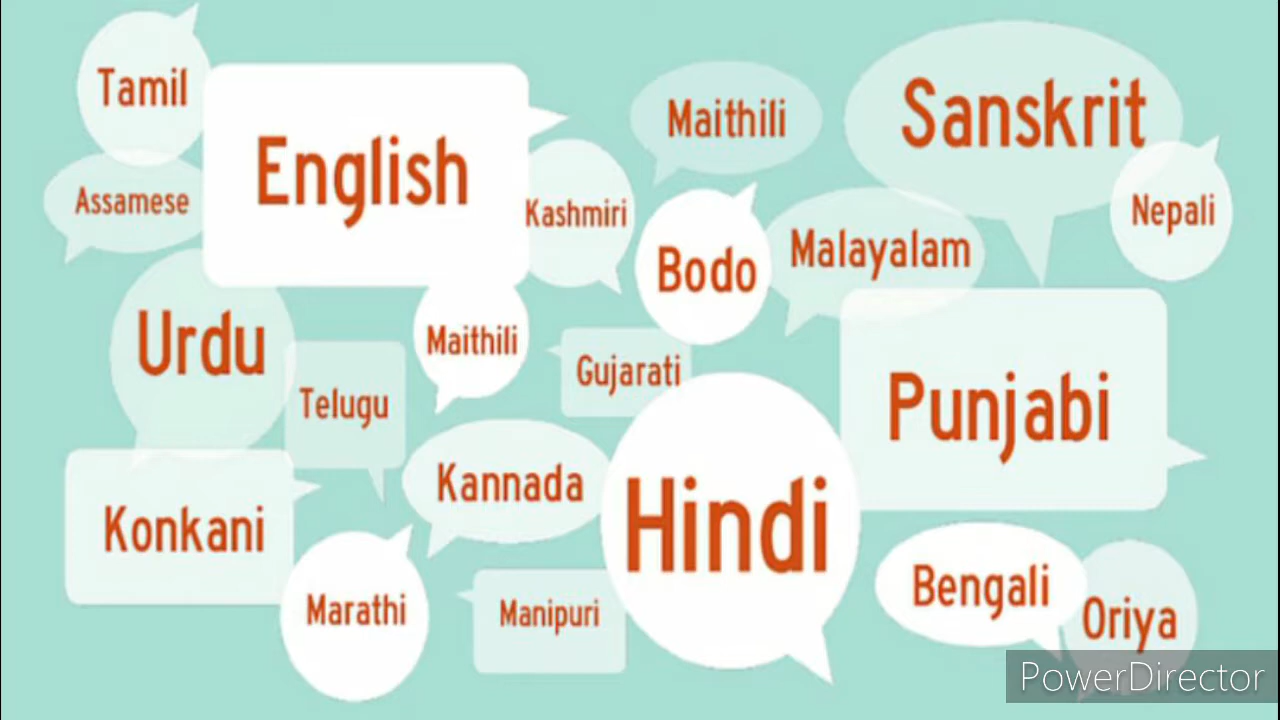 Tamil
English
Maithili
Sanskrit
Assamese
Kashmiri
Bodo
Malayalam
Nepali
Urdu
Telugu
Maithili
Gujarati
Punjabi
Konkani
Kannada
Hindi
Marathi
Manipuri
Bengali
Oriya
PowerDirector